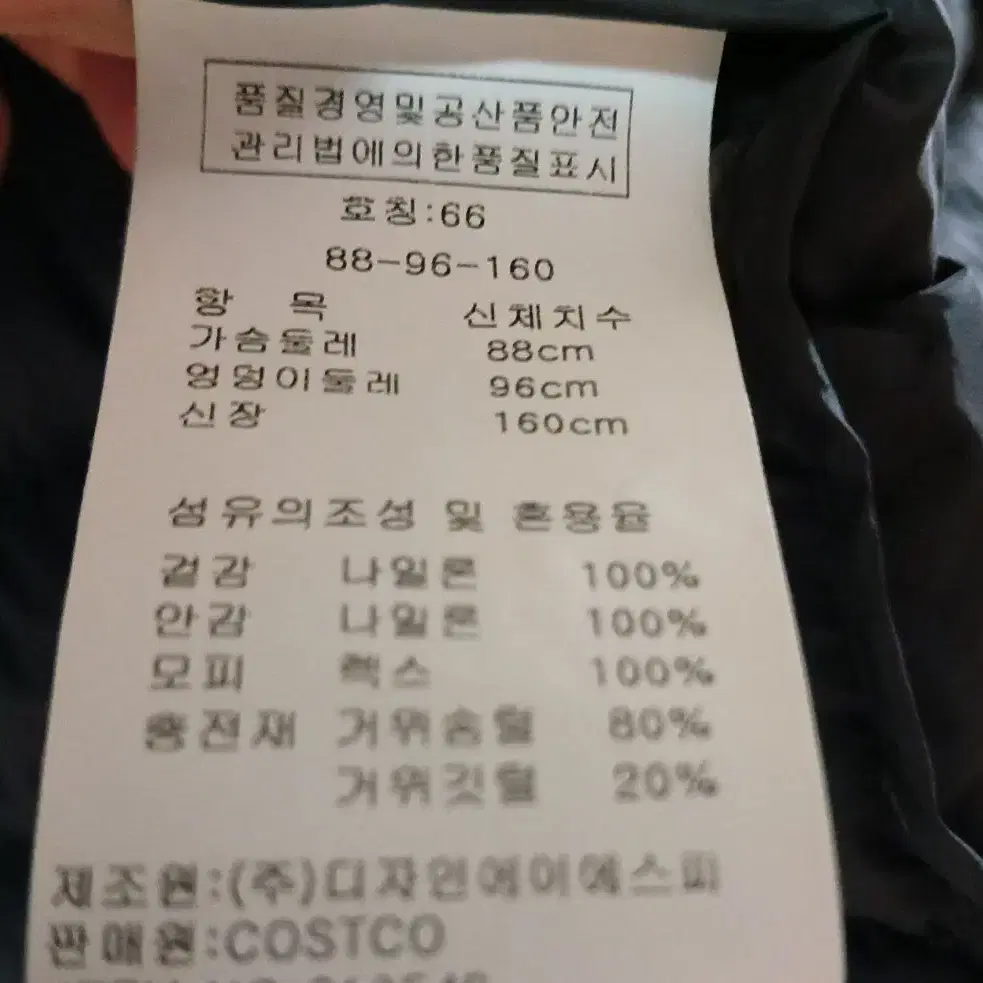 품질경영및공산품안전
관리법에의한품질표시
호칭:66
88-96-160
항 목 신체치수
가슴둘레 88cm
엉덩이둘레 96cm
신장 160cm
섬유의조성 및 혼용율
겉감 나일론 100%
안감 나일론 100%
모피 렉스 100%
충전재 거위솜털 80%
거위깃털 20%
제조원:(주)디자인에이에스피
판매원:COSTCO